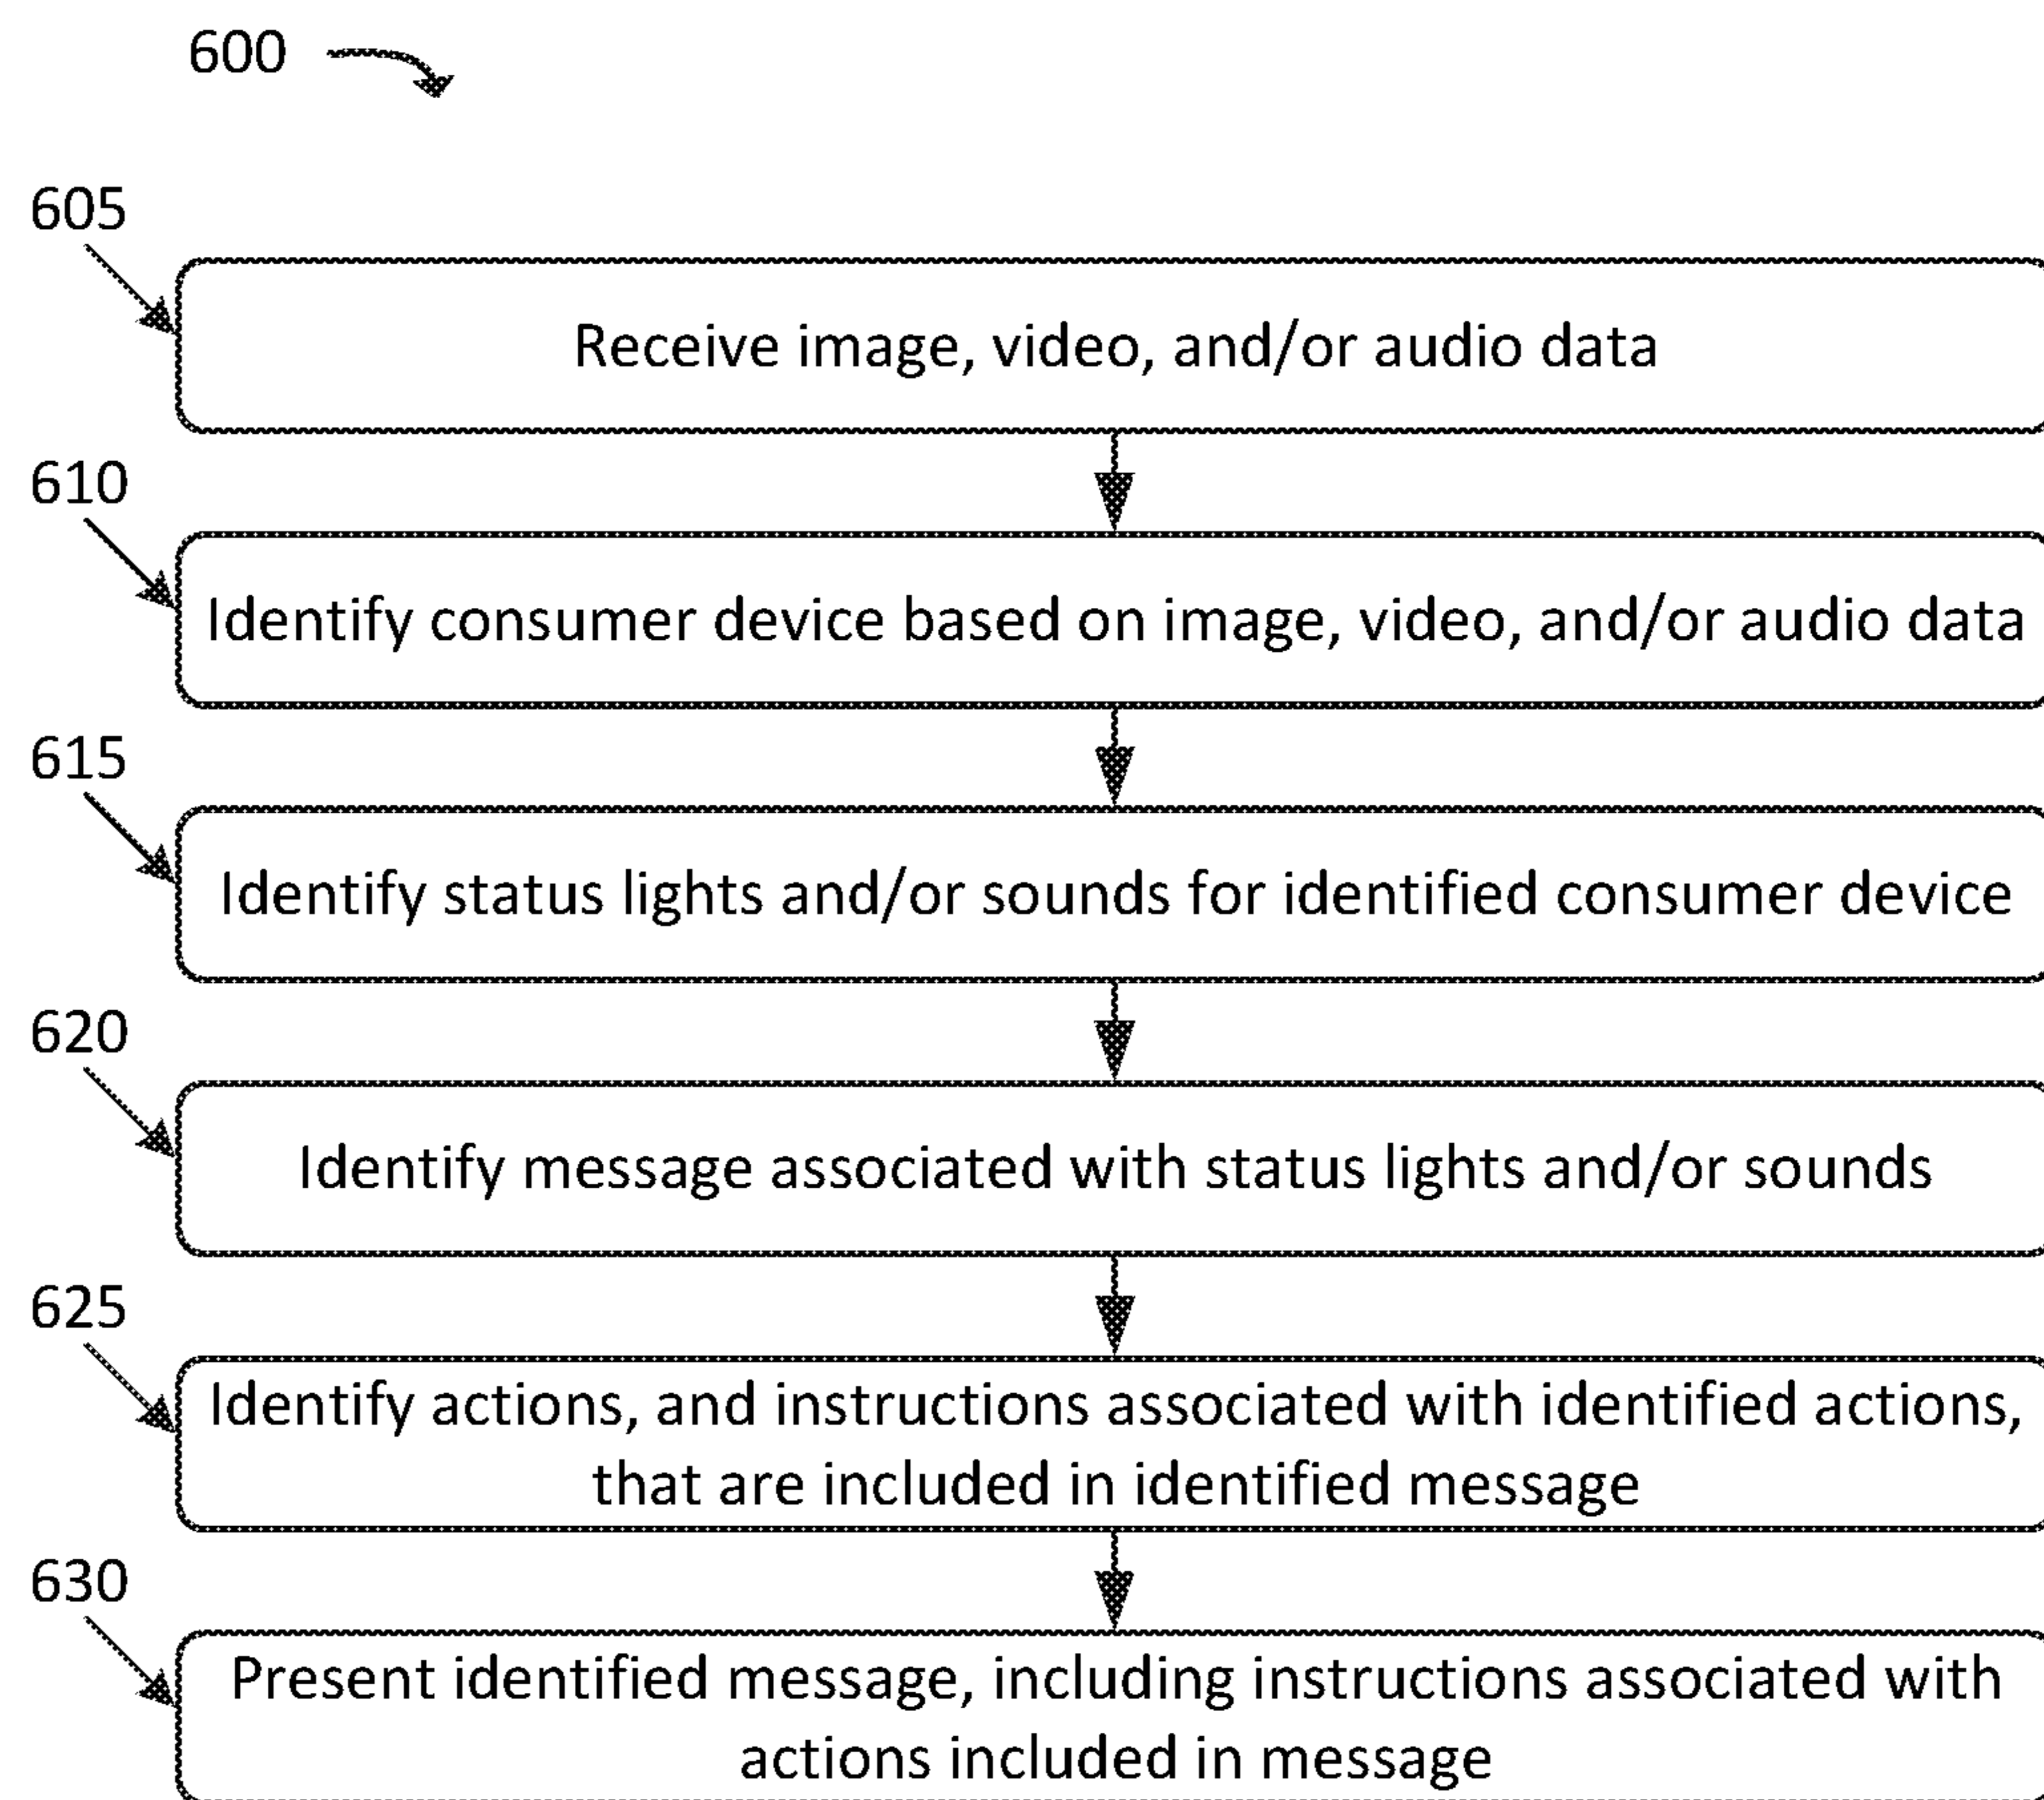 600
605
Receive image, video, and/or audio data
610
Identify consumer device based on image, video, and/or audio data
615
Identify status lights and/or sounds for identified consumer device
620
Identify message associated with status lights and/or sounds
625
Identify actions, and instructions associated with identified actions,
that are included in identified message
630
Present identified message, including instructions associated with
actions included in message